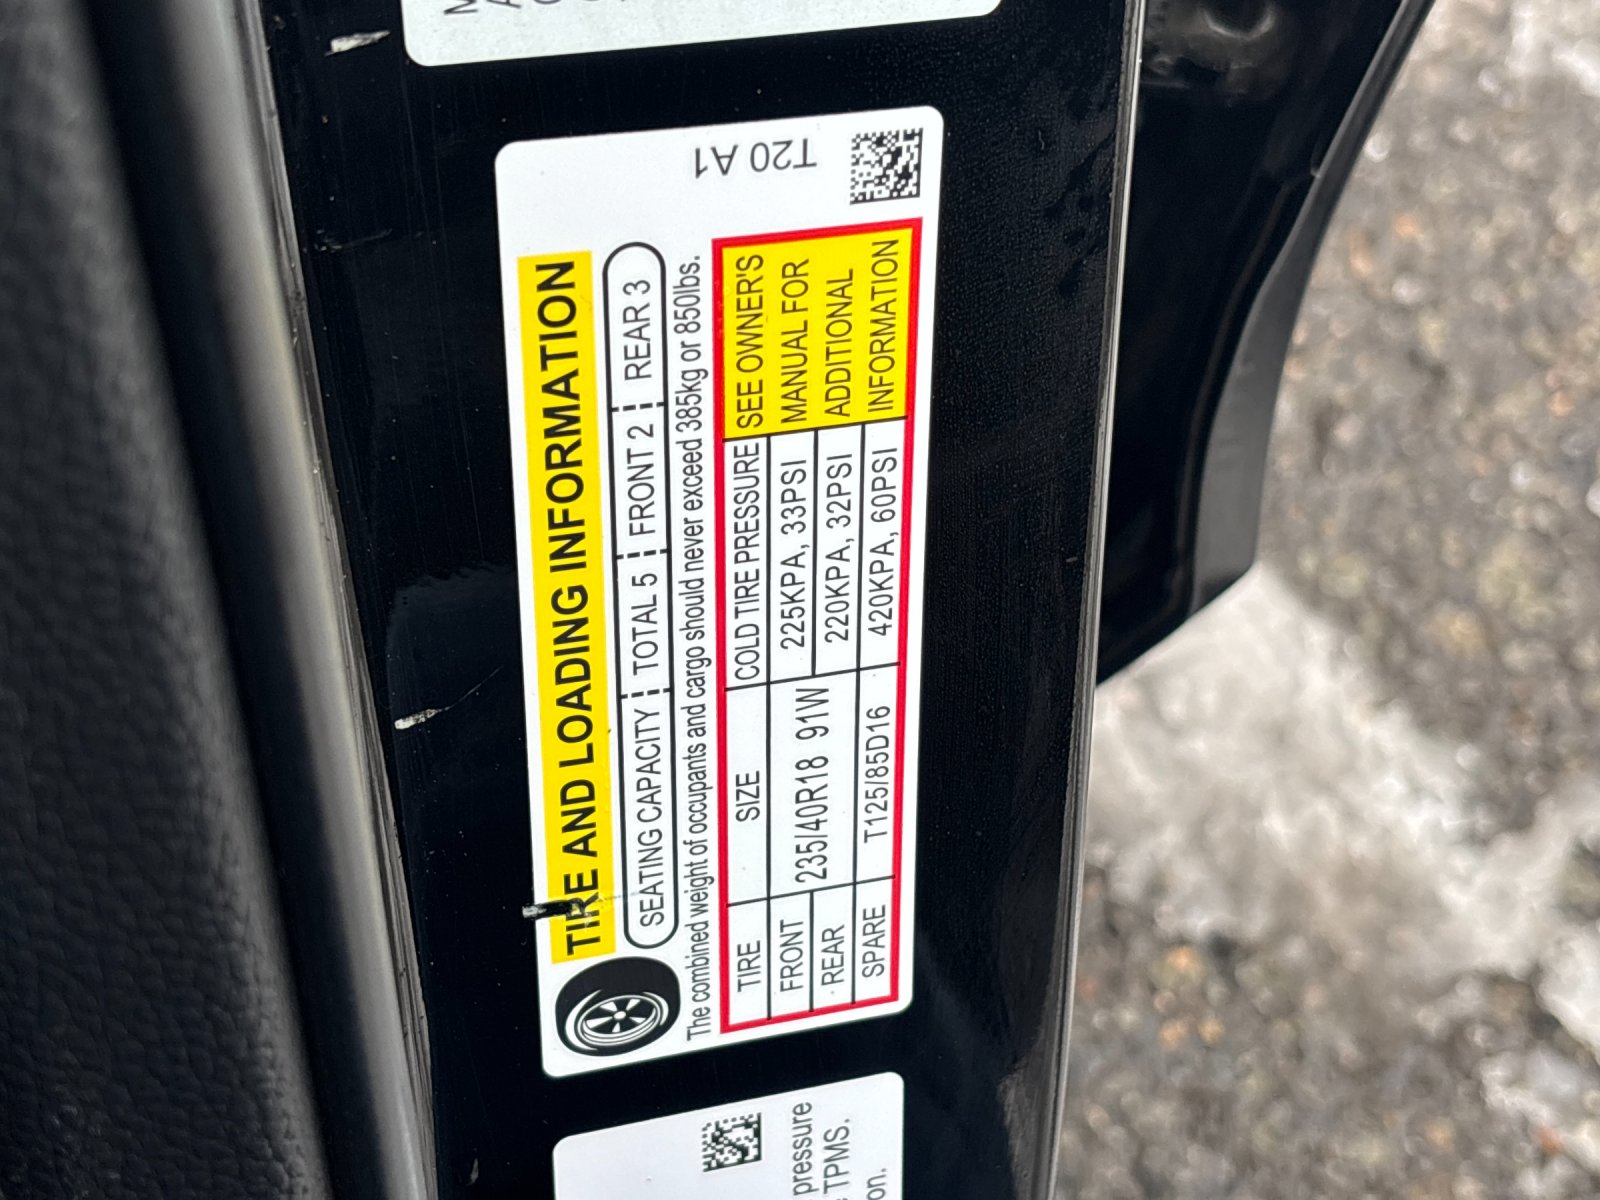 T20 A1
TIRE AND LOADING INFORMATION
SEATING CAPACITY TOTAL 5 FRONT 2 REAR 3
The combined weight of occupants and cargo should never exceed 385kg or 850lbs.
TIRE SIZE COLD TIRE PRESSURE SEE OWNER'S
FRONT 235/40R18 91W 225KPA, 33PSI MANUAL FOR
REAR 220KPA, 32PSI ADDITIONAL
SPARE T125/85D16 420KPA, 60PSI INFORMATION
pressure
TPMS.
on.